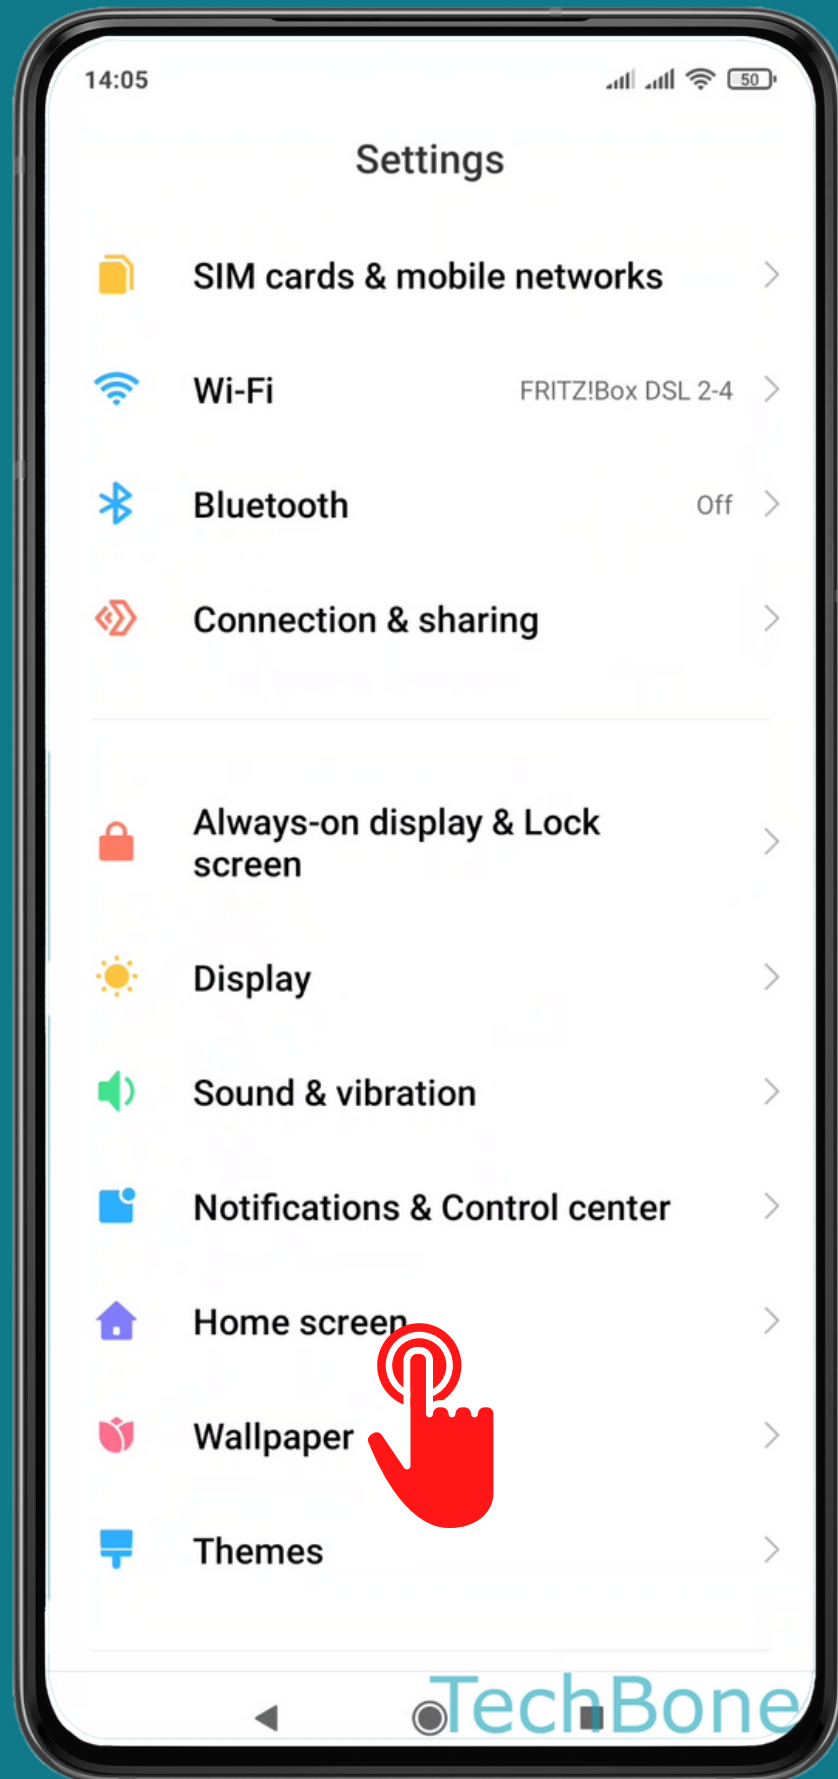 14:05
50
Settings
SIM cards & mobile networks
Wi-Fi
FRITZ!Box DSL 2-4
Bluetooth
Off
Connection & sharing
Always-on display & Lock
screen
Display
Sound & vibration
Notifications & Control center
Home screen
Wallpaper
Themes
TechBone